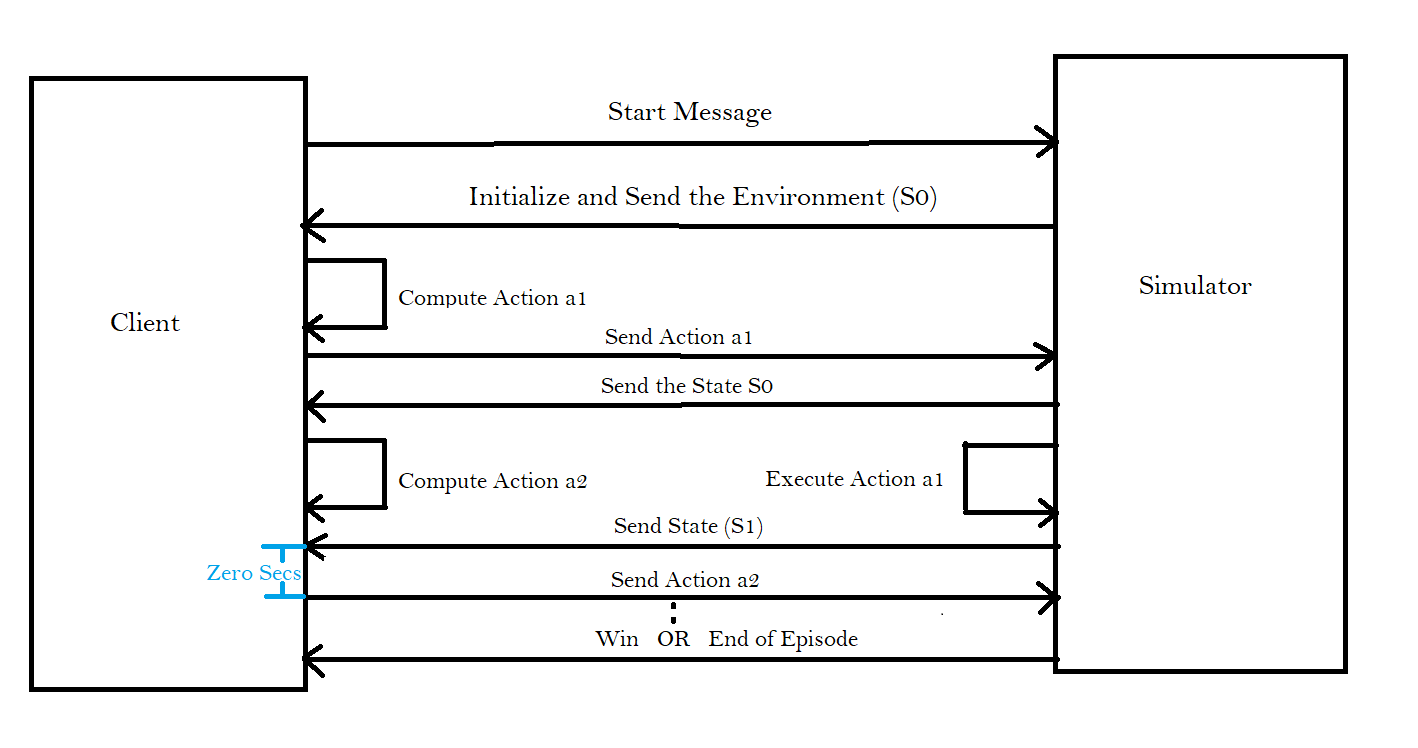 Start Message
Initialize and Send the Environment (S0)
Simulator
Compute Action a1
Client
Send Action a1
Send the State S0
Compute Action a2
Execute Action a1
Send State (S1)
Zero Secs
Send Action a2
Win OR End of Episode